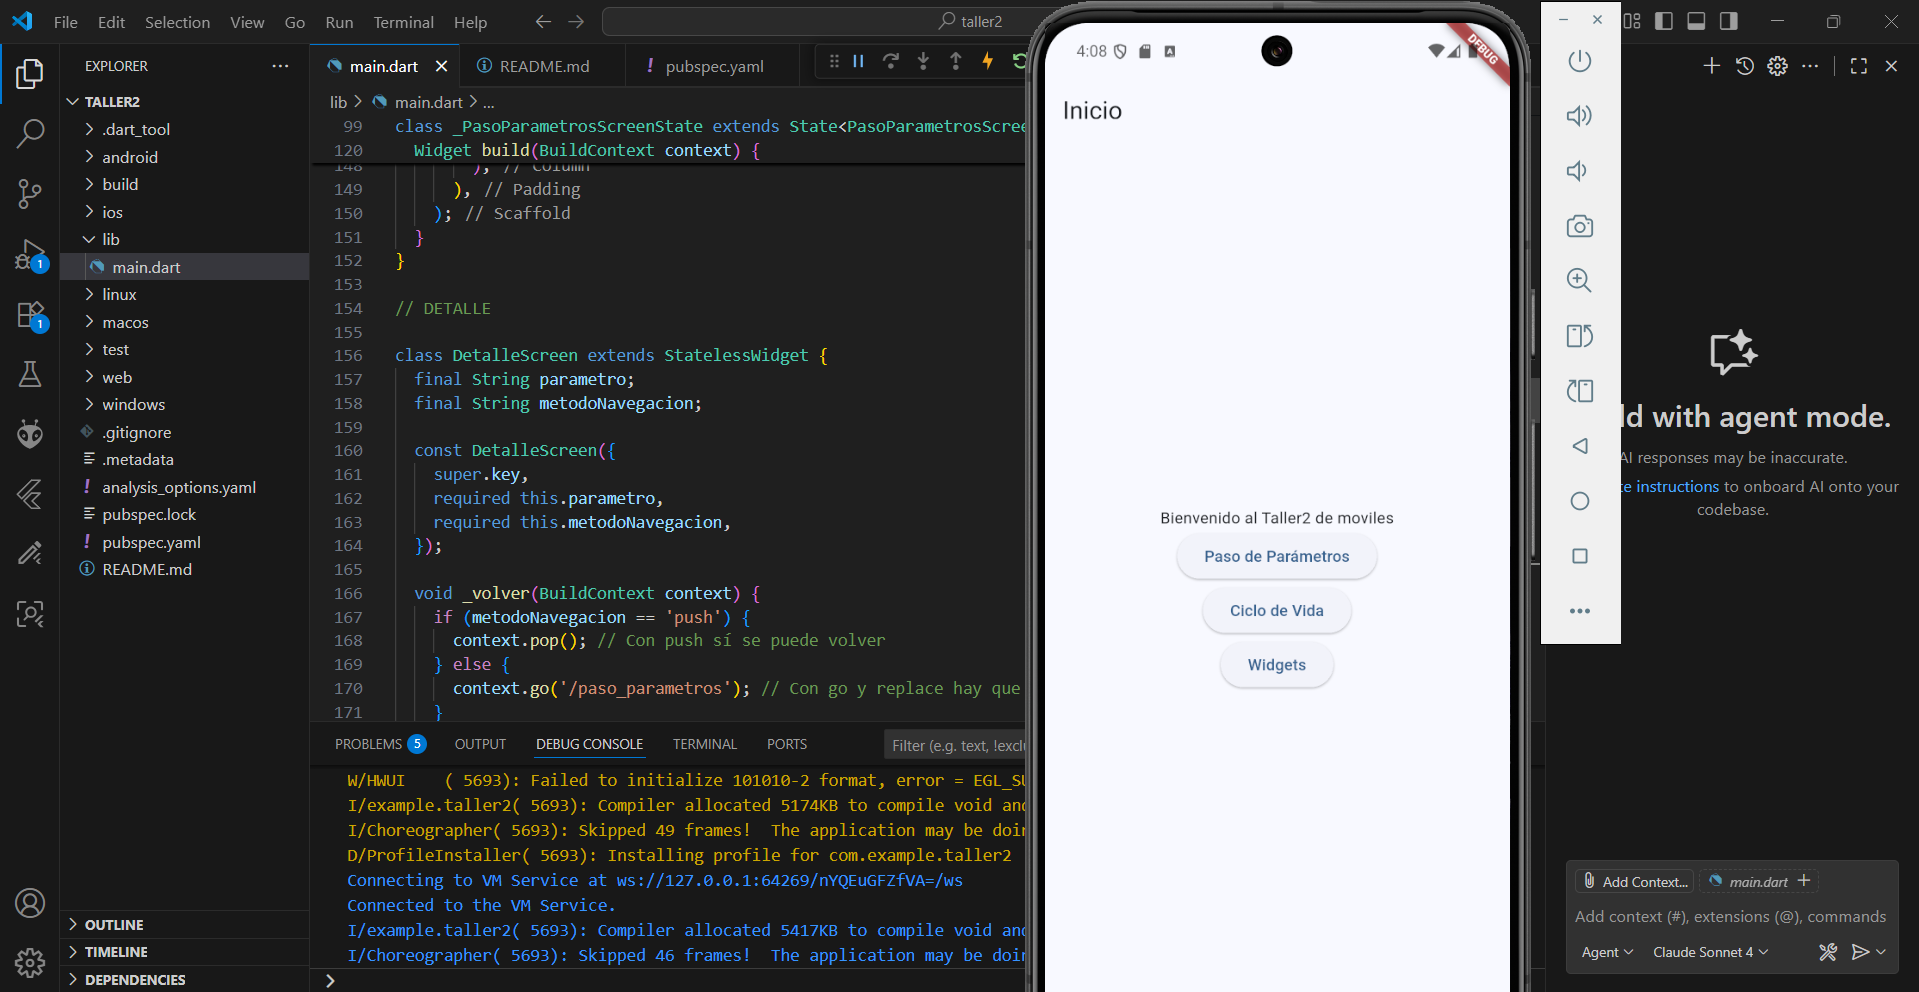 File Edit Selection View Go Run Terminal Help
taller2
EXPLORER
TALLER2
.dart_tool
android
build
ios
lib
main.dart
linux
macos
test
web
windows
.gitignore
.metadata
analysis_options.yaml
pubspec.lock
pubspec.yaml
README.md
OUTLINE
TIMELINE
DEPENDENCIES
1
1
main.dart README.md ! pubspec.yaml
lib > main.dart > ...
99 class _PasoParametrosScreenState extends State<PasoParametrosScree
120 Widget build(BuildContext context) {
148 ), // Column
149 ), // Padding
150 ); // Scaffold
151 }
152 }
153
154 // DETALLE
155
156 class DetalleScreen extends StatelessWidget {
157 final String parametro;
158 final String metodoNavegacion;
159
160 const DetalleScreen({
161 super.key,
162 required this.parametro,
163 required this.metodoNavegacion,
164 });
165
166 void _volver(BuildContext context) {
167 if (metodoNavegacion == 'push') {
168 context.pop(); // Con push sí se puede volver
169 } else {
170 context.go('/paso_parametros'); // Con go y replace hay que
171 }
PROBLEMS 5 OUTPUT DEBUG CONSOLE TERMINAL PORTS
Filter (e.g. text, !exclu
W/HWUI ( 5693): Failed to initialize 101010-2 format, error = EGL_SU
I/example.taller2( 5693): Compiler allocated 5174KB to compile void and
I/Choreographer( 5693): Skipped 49 frames! The application may be doin
D/ProfileInstaller( 5693): Installing profile for com.example.taller2
Connecting to VM Service at ws://127.0.0.1:64269/nYQEuGFZfVA=/ws
Connected to the VM Service.
I/example.taller2( 5693): Compiler allocated 5417KB to compile void and
I/Choreographer( 5693): Skipped 46 frames! The application may be doin
4:08
DEBUG
Inicio
Bienvenido al Taller2 de moviles
Paso de Parámetros
Ciclo de Vida
Widgets
ld with agent mode.
AI responses may be inaccurate.
te instructions to onboard AI onto your
codebase.
Add Context... main.dart +
Add context (#), extensions (@), commands
Agent Claude Sonnet 4